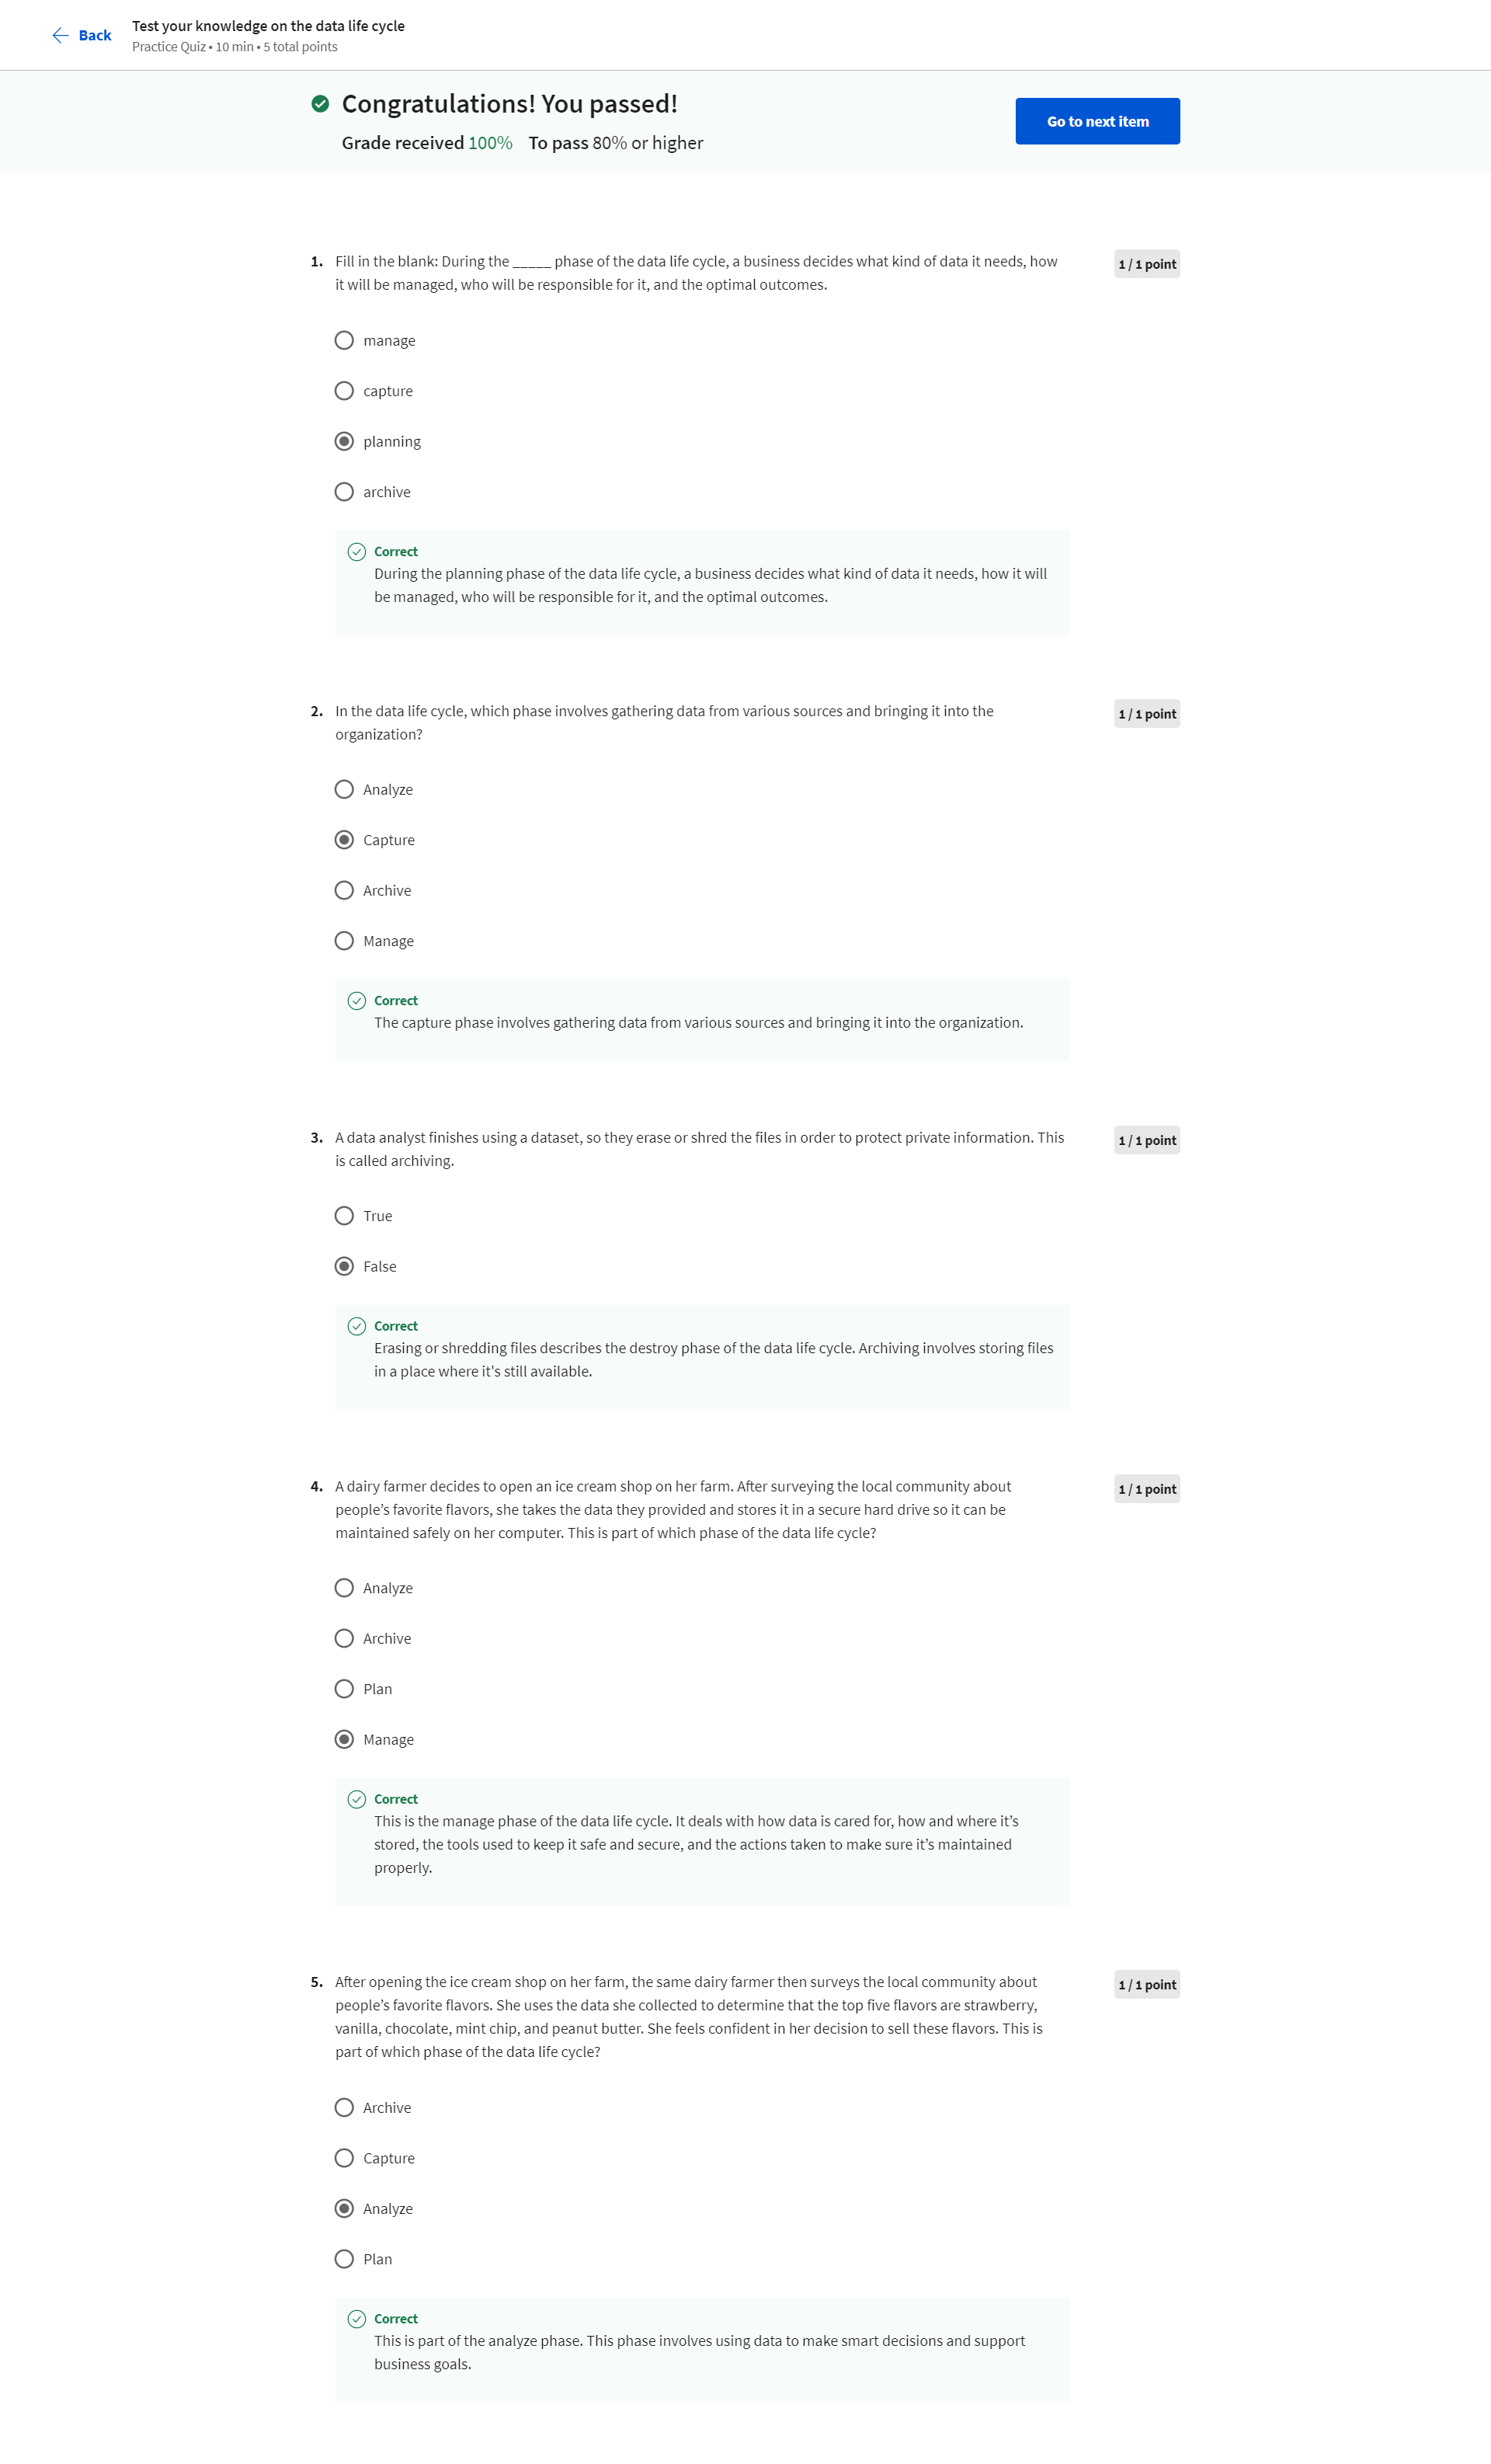 Back
Test your knowledge on the data life cycle
Practice Quiz • 10 min • 5 total points
Congratulations! You passed!
Grade received 100% To pass 80% or higher
Go to next item
1. Fill in the blank: During the _____ phase of the data life cycle, a business decides what kind of data it needs, how
it will be managed, who will be responsible for it, and the optimal outcomes.
1 / 1 point
manage
capture
planning
archive
Correct
During the planning phase of the data life cycle, a business decides what kind of data it needs, how it will
be managed, who will be responsible for it, and the optimal outcomes.
2. In the data life cycle, which phase involves gathering data from various sources and bringing it into the
organization?
1 / 1 point
Analyze
Capture
Archive
Manage
Correct
The capture phase involves gathering data from various sources and bringing it into the organization.
3. A data analyst finishes using a dataset, so they erase or shred the files in order to protect private information. This
is called archiving.
1 / 1 point
True
False
Correct
Erasing or shredding files describes the destroy phase of the data life cycle. Archiving involves storing files
in a place where it's still available.
4. A dairy farmer decides to open an ice cream shop on her farm. After surveying the local community about
people’s favorite flavors, she takes the data they provided and stores it in a secure hard drive so it can be
maintained safely on her computer. This is part of which phase of the data life cycle?
1 / 1 point
Analyze
Archive
Plan
Manage
Correct
This is the manage phase of the data life cycle. It deals with how data is cared for, how and where it’s
stored, the tools used to keep it safe and secure, and the actions taken to make sure it’s maintained
properly.
5. After opening the ice cream shop on her farm, the same dairy farmer then surveys the local community about
people’s favorite flavors. She uses the data she collected to determine that the top five flavors are strawberry,
vanilla, chocolate, mint chip, and peanut butter. She feels confident in her decision to sell these flavors. This is
part of which phase of the data life cycle?
1 / 1 point
Archive
Capture
Analyze
Plan
Correct
This is part of the analyze phase. This phase involves using data to make smart decisions and support
business goals.